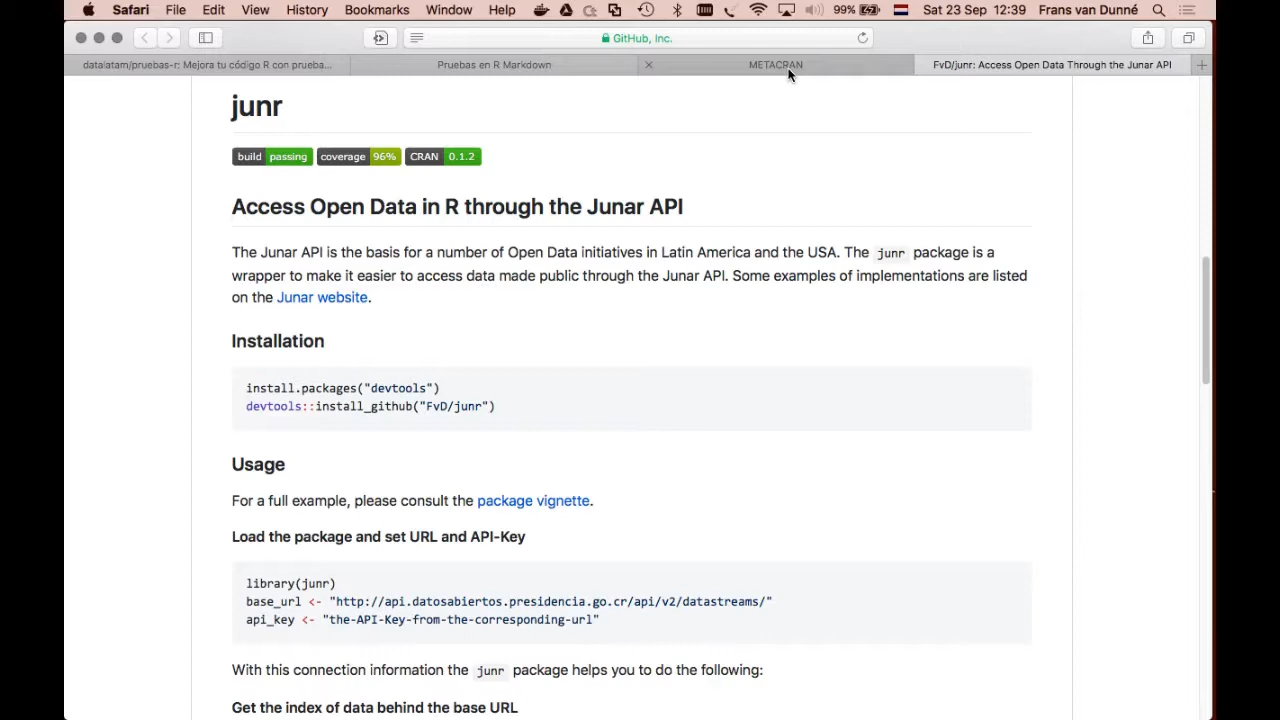 Safari File Edit View History Bookmarks Window Help 99% Sat 23 Sep 12:39 Frans van Dunné
GitHub, Inc.
datalatam/pruebas-r: Mejora tu código R con prueba... Pruebas en R Markdown METACRAN FvD/junr: Access Open Data Through the Junar API
junr
build passing coverage 96% CRAN 0.1.2
Access Open Data in R through the Junar API
The Junar API is the basis for a number of Open Data initiatives in Latin America and the USA. The junr package is a
wrapper to make it easier to access data made public through the Junar API. Some examples of implementations are listed
on the Junar website.
Installation
install.packages("devtools")
devtools::install_github("FvD/junr")
Usage
For a full example, please consult the package vignette.
Load the package and set URL and API-Key
library(junr)
base_url <- "http://api.datosabiertos.presidencia.go.cr/api/v2/datastreams/"
api_key <- "the-API-Key-from-the-corresponding-url"
With this connection information the junr package helps you to do the following:
Get the index of data behind the base URL